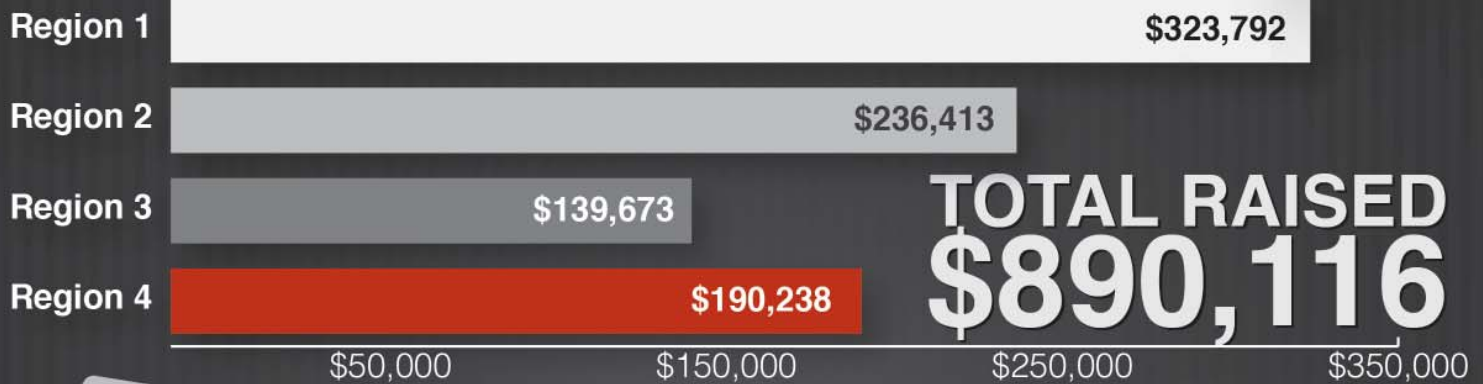 Region 1 $323,792
Region 2 $236,413
Region 3 $139,673
Region 4 $190,238
TOTAL RAISED
$890,116
$50,000 $150,000 $250,000 $350,000